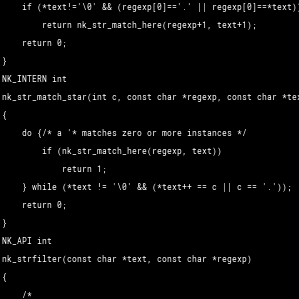 if (*text!='\0' && (regexp[0]=='.' || regexp[0]==*text))
return nk_str_match_here(regexp+1, text+1);
return 0;
}
NK_INTERN int
nk_str_match_star(int c, const char *regexp, const char *tex
{
do {/* a '* matches zero or more instances */
if (nk_str_match_here(regexp, text))
return 1;
} while (*text != '\0' && (*text++ == c || c == '.'));
return 0;
}
NK_API int
nk_strfilter(const char *text, const char *regexp)
{
/*